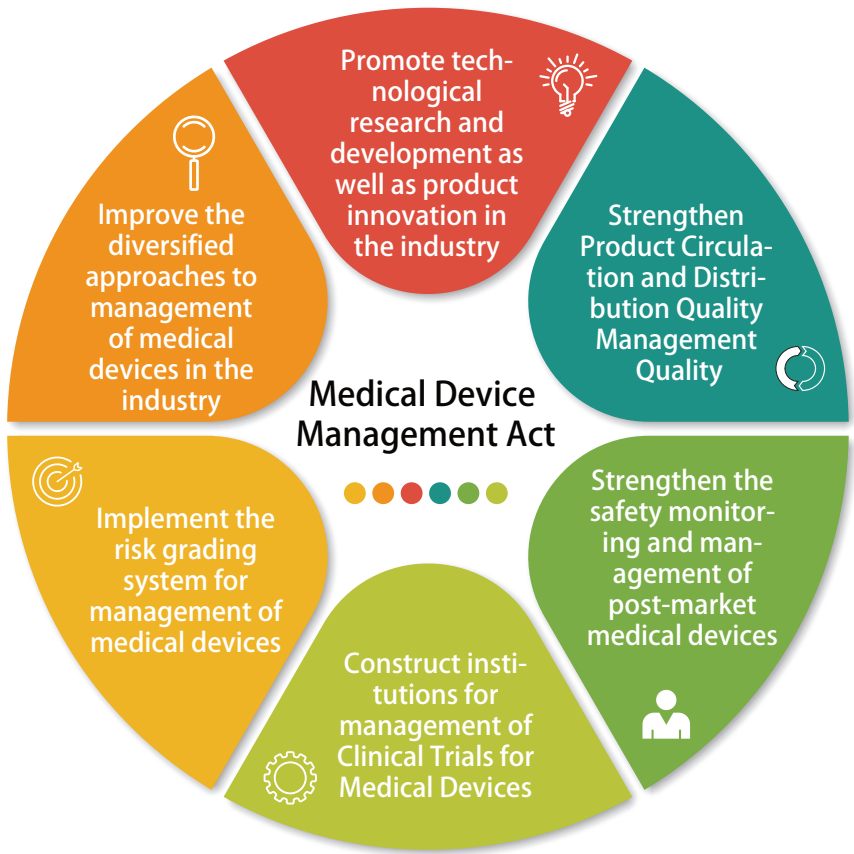 Promote tech-
nological
research and
development as
well as product
innovation in
the industry
Strengthen
Product Circula-
tion and Distri-
bution Quality
Management
Quality
Strengthen the
safety monitor-
ing and man-
agement of
post-market
medical devices
Construct insti-
tutions for
management of
Clinical Trials for
Medical Devices
Implement the
risk grading
system for
management of
medical devices
Improve the
diversified
approaches to
management
of medical
devices in the
industry
Medical Device
Management Act